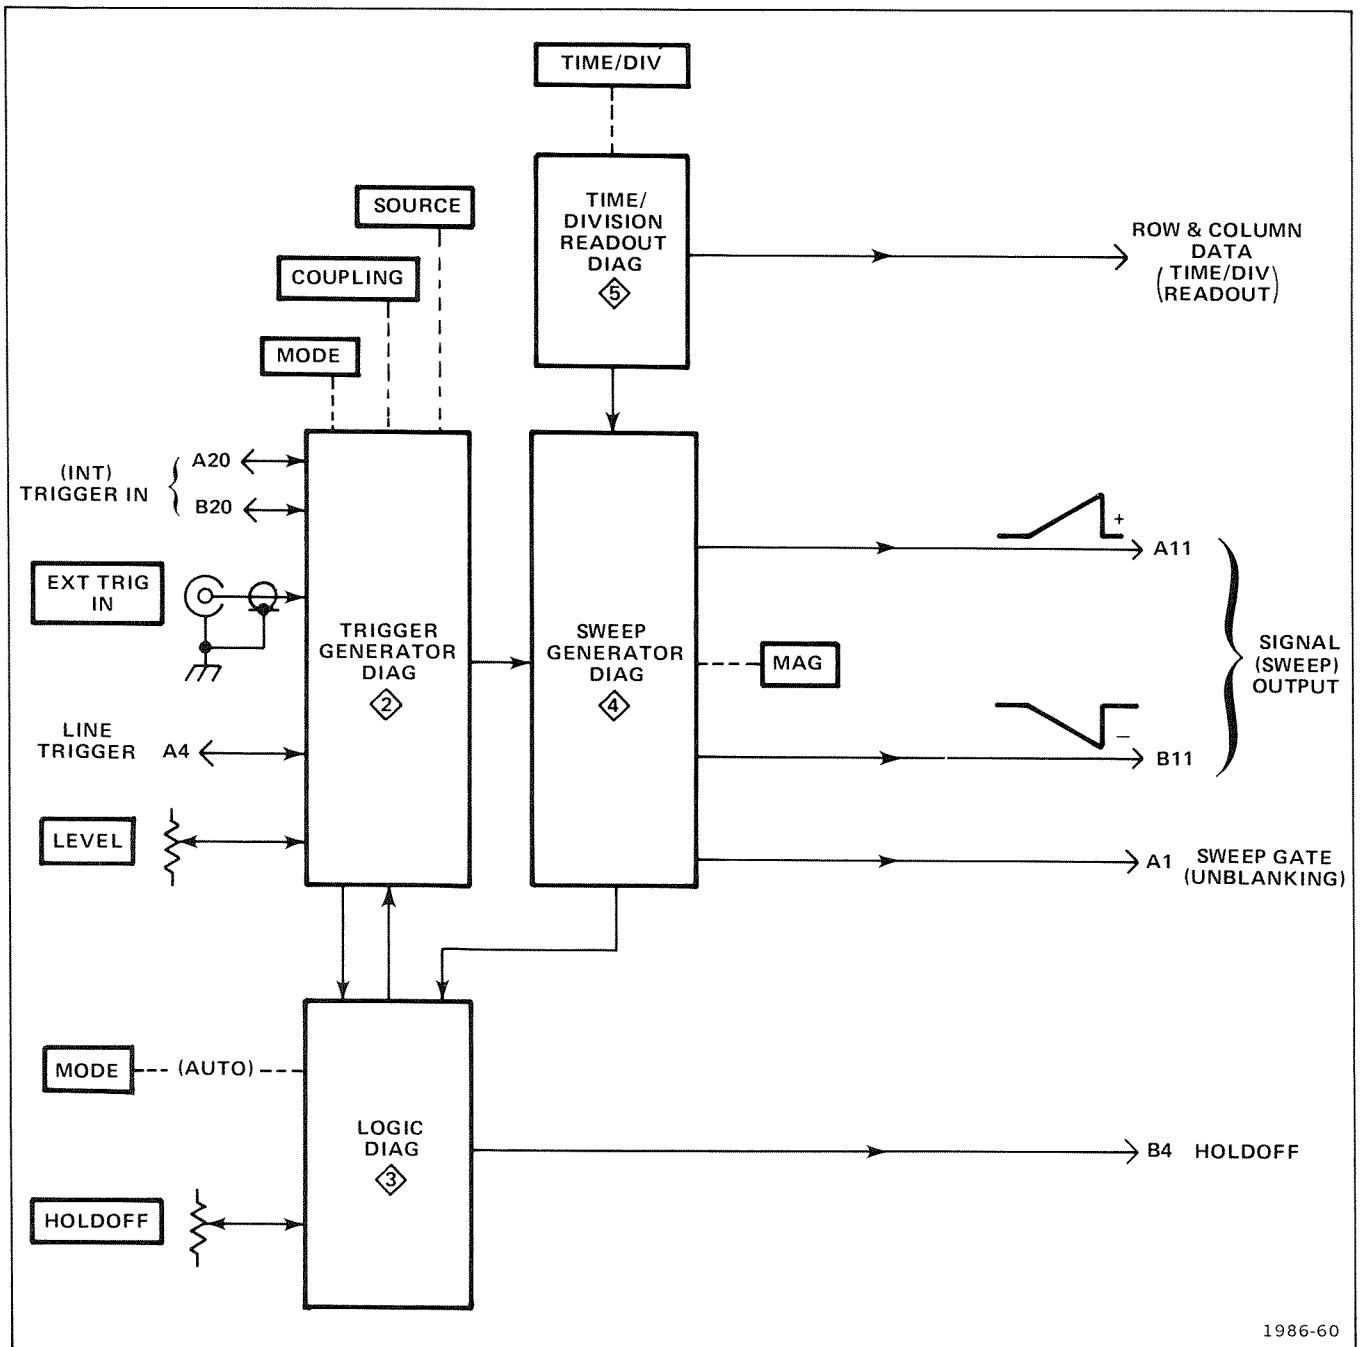 TIME/DIV
TIME/
DIVISION
READOUT
DIAG
5
ROW & COLUMN
DATA
(TIME/DIV
READOUT)
SOURCE
COUPLING
MODE
(INT)
TRIGGER IN
A20
B20
EXT TRIG
IN
LINE
TRIGGER
A4
LEVEL
TRIGGER
GENERATOR
DIAG
2
SWEEP
GENERATOR
DIAG
4
MAG
+
A11
−
B11
SIGNAL
(SWEEP)
OUTPUT
A1
SWEEP GATE
(UNBLANKING)
MODE
(AUTO)
HOLDOFF
LOGIC
DIAG
3
B4 HOLDOFF
1986-60